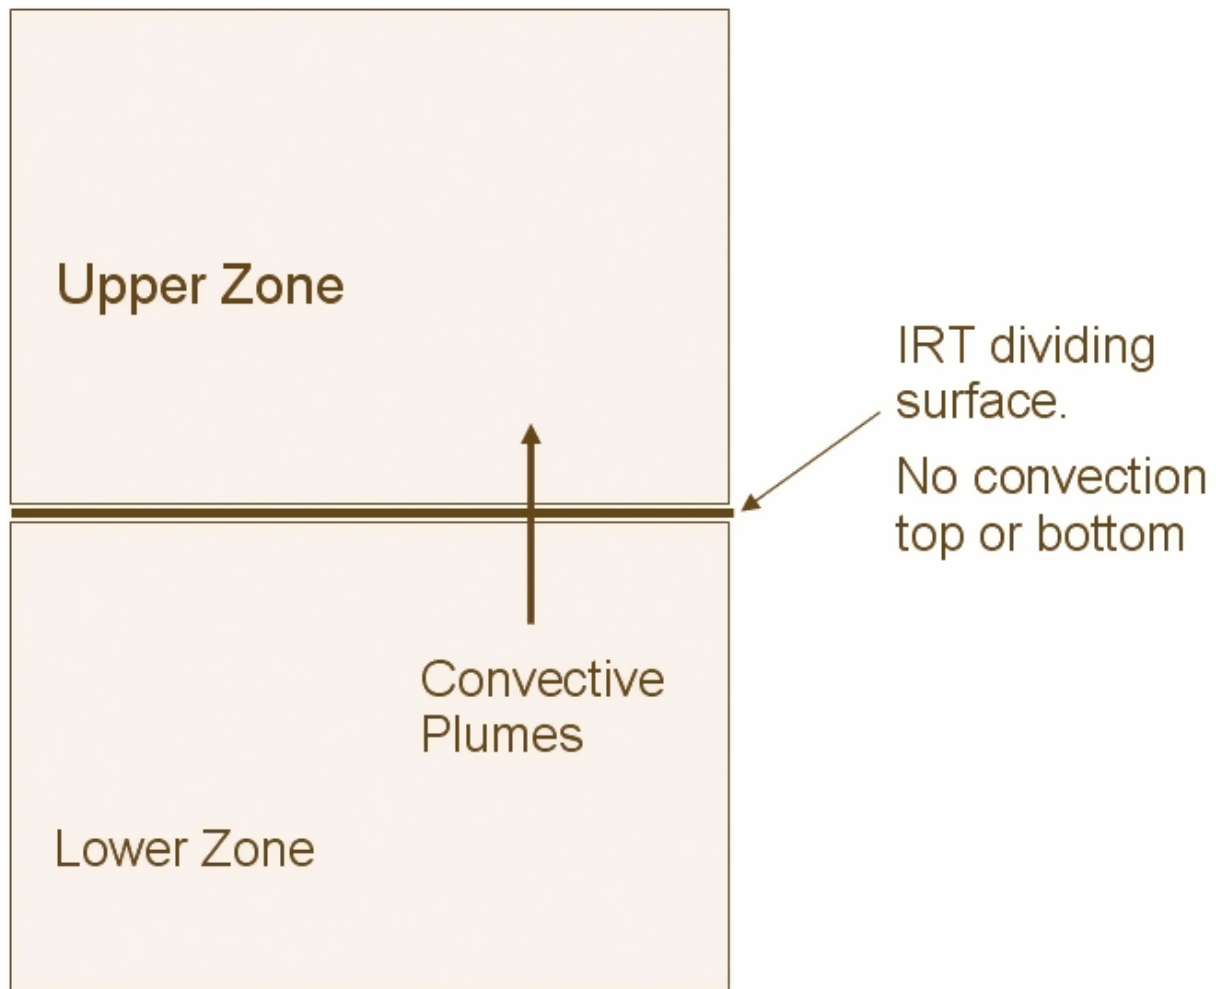 Upper Zone
IRT dividing
surface.
No convection
top or bottom
Convective
Plumes
Lower Zone